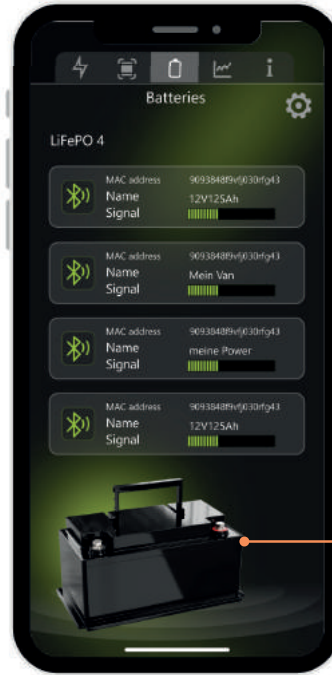 Batteries
LiFePO 4
MAC address 9093848f9vfj030rfg43
Name 12V125Ah
Signal
MAC address 9093848f9vfj030rfg43
Name Mein Van
Signal
MAC address 9093848f9vfj030rfg43
Name meine Power
Signal
MAC address 9093848f9vfj030rfg43
Name 12V125Ah
Signal